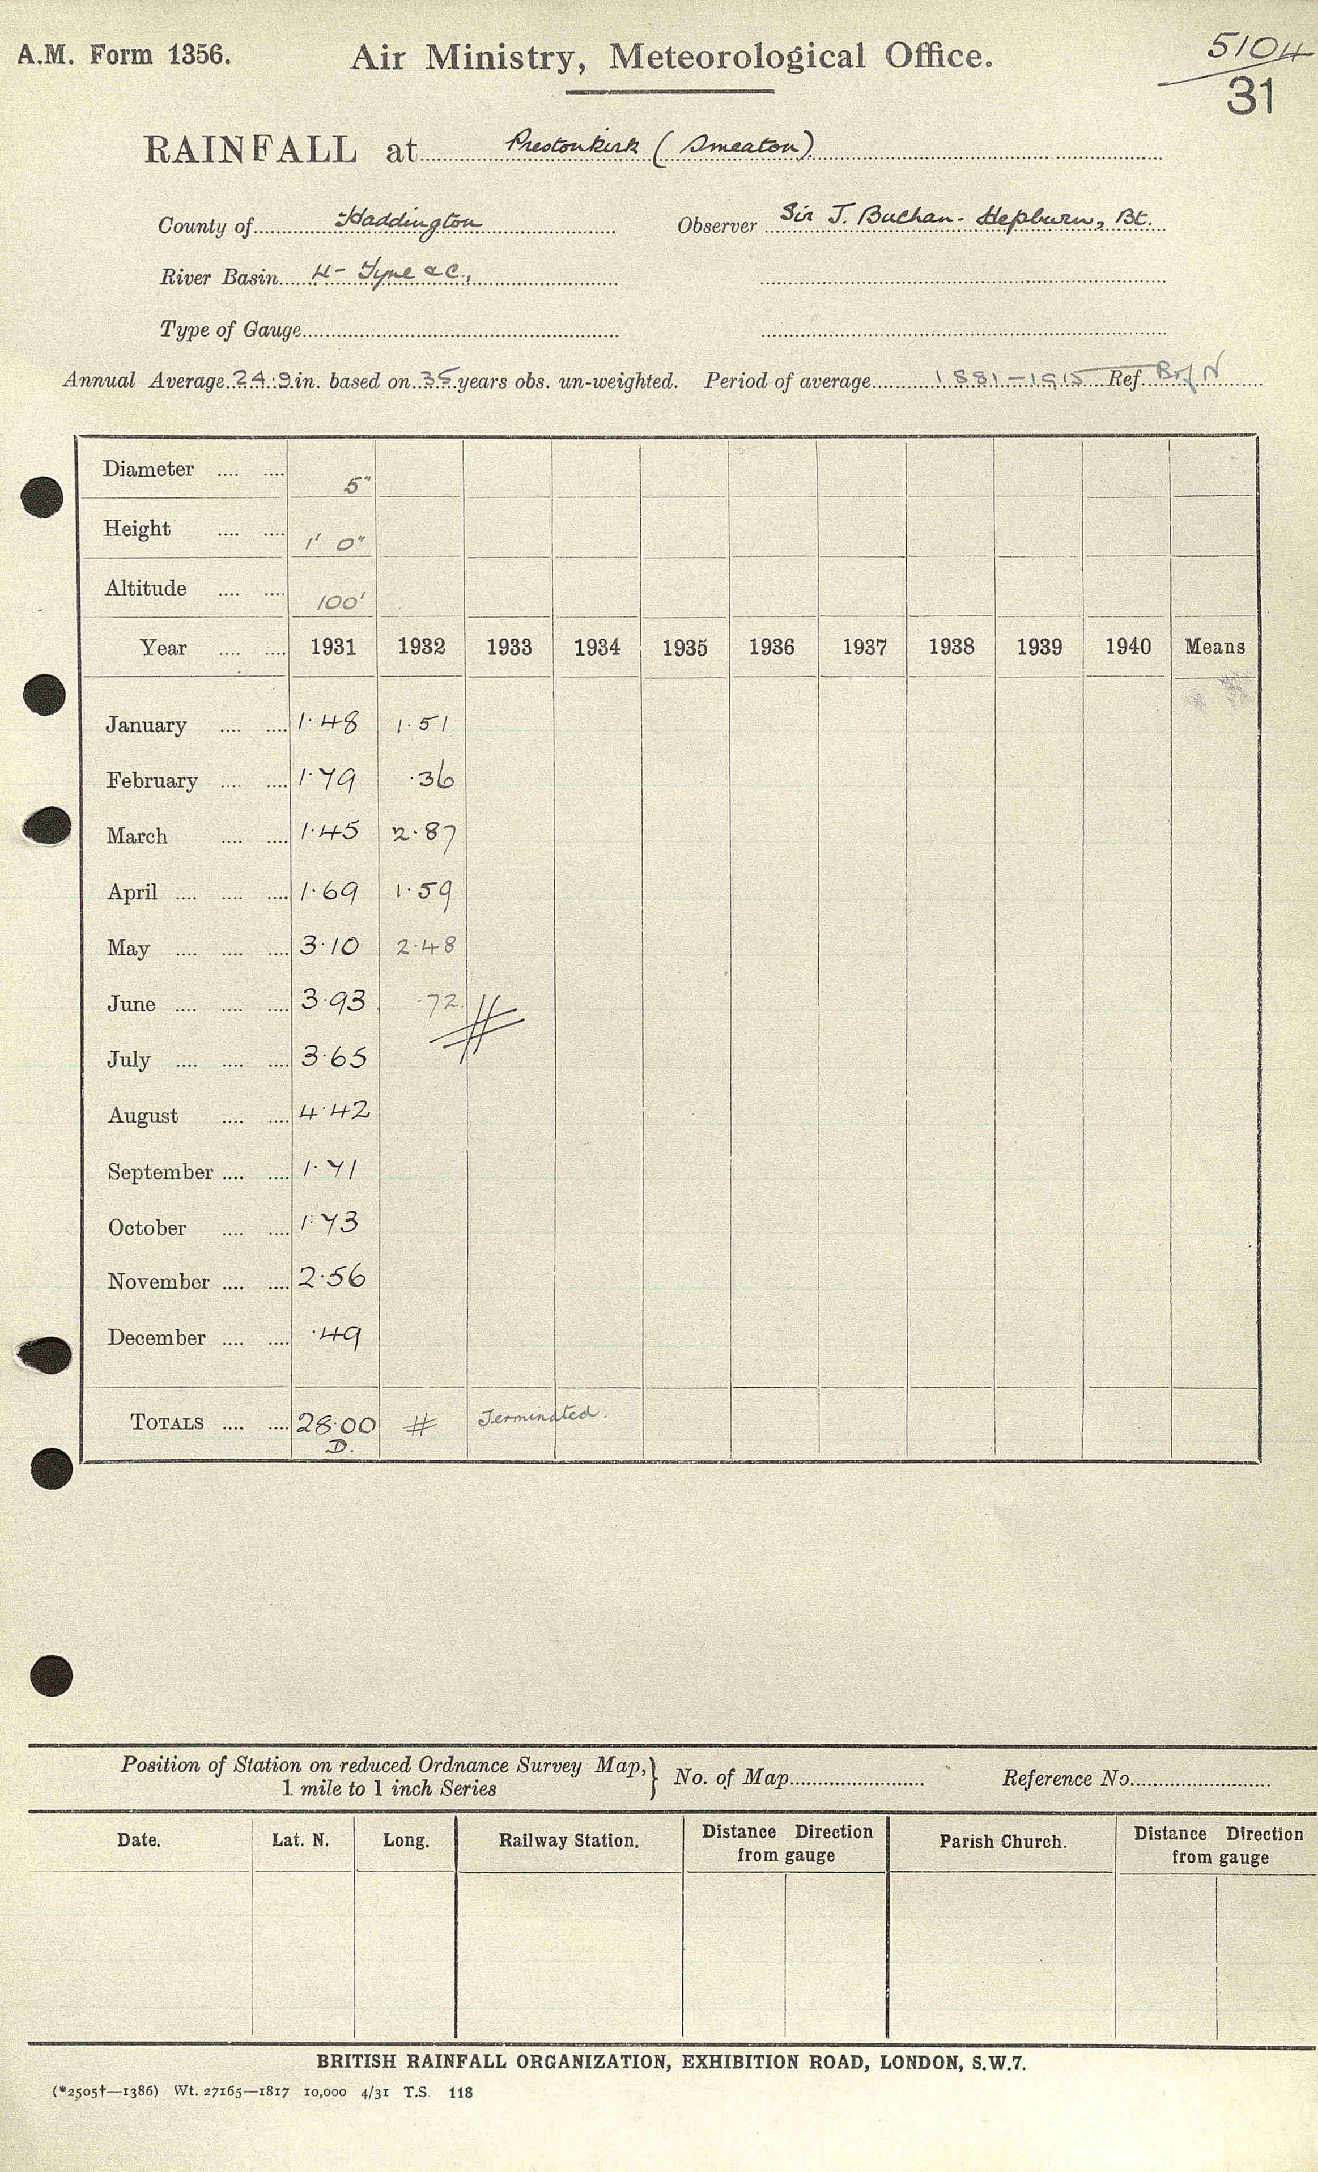 A.M. Form 1356.
Air Ministry, Meteorological Office.
5104
31
RAINFALL at Prestonkirk (Smeaton)
County of Haddington Observer Sir J. Buchan-Hepburn, Bt.
River Basin 4- Tyne &c.,
Type of Gauge
Annual Average 24.9 in. based on 35 years obs. un-weighted. Period of average 1881-1915 Ref.
Diameter .... .... 5"
Height .... .... 1' 0"
Altitude .... .... 100'
Year .... .... 1931 1932 1933 1934 1935 1936 1937 1938 1939 1940 Means
January .... .... 1.48 1.51
February .... .... 1.79 .36
March .... .... 1.45 2.87
April .... .... .... 1.69 1.59
May .... .... .... 3.10 2.48
June .... .... .... 3.93 .72 #
July .... .... .... 3.65
August .... .... 4.42
September .... .... 1.71
October .... .... 1.73
November .... .... 2.56
December .... .... .49
TOTALS .... .... 28.00 # Terminated.
D.
Position of Station on reduced Ordnance Survey Map, } No. of Map Reference No.
1 mile to 1 inch Series
Date. Lat. N. Long. Railway Station. Distance Direction from gauge Parish Church. Distance Direction from gauge
BRITISH RAINFALL ORGANIZATION, EXHIBITION ROAD, LONDON, S.W.7.
(*2505†—1386) Wt. 27165—1817 10,000 4/31 T.S. 118